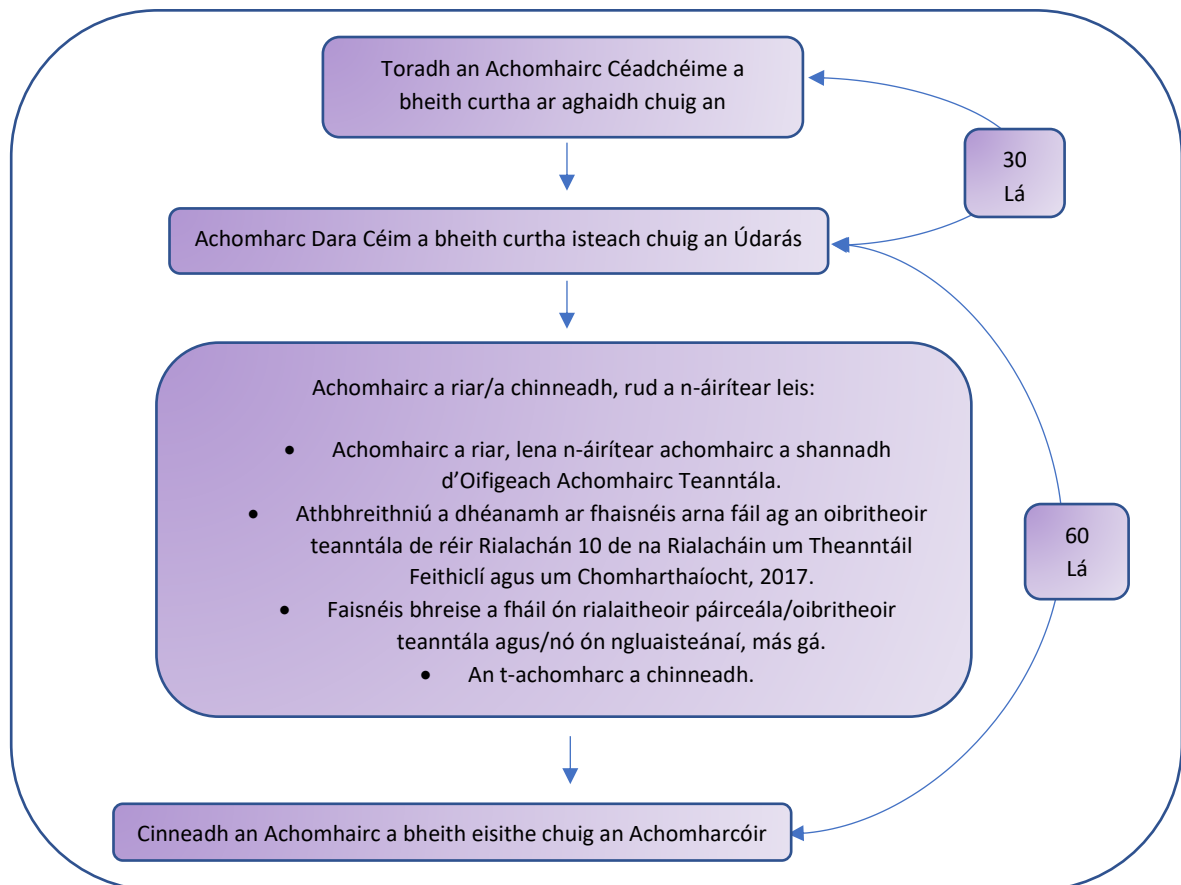 Toradh an Achomhairc Céadchéime a
bheith curtha ar aghaidh chuig an
30
Lá
Achomharc Dara Céim a bheith curtha isteach chuig an Údarás
Achomhairc a riar/a chinneadh, rud a n-áirítear leis:
• Achomhairc a riar, lena n-áirítear achomhairc a shannadh
d'Oifigeach Achomhairc Teanntála.
• Athbhreithniú a dhéanamh ar fhaisnéis arna fáil ag an oibritheoir
teanntála de réir Rialachán 10 de na Rialacháin um Theanntáil
Feithiclí agus um Chomharthaíocht, 2017.
• Faisnéis bhreise a fháil ón rialaitheoir páirceála/oibritheoir
teanntála agus/nó ón ngluaisteánaí, más gá.
• An t-achomharc a chinneadh.
60
Lá
Cinneadh an Achomhairc a bheith eisithe chuig an Achomharcóir